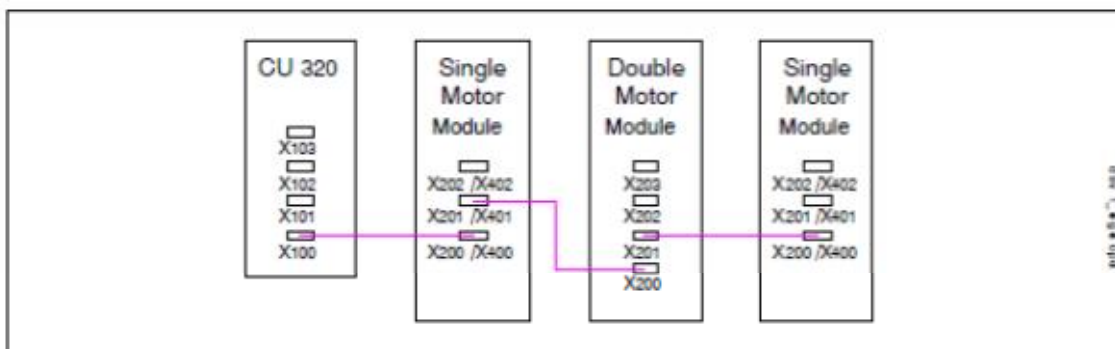 CU 320
X103
X102
X101
X100
Single
Motor
Module
X202 /X402
X201 /X401
X200 /X400
Double
Motor
Module
X203
X202
X201
X200
Single
Motor
Module
X202 /X402
X201 /X401
X200 /X400